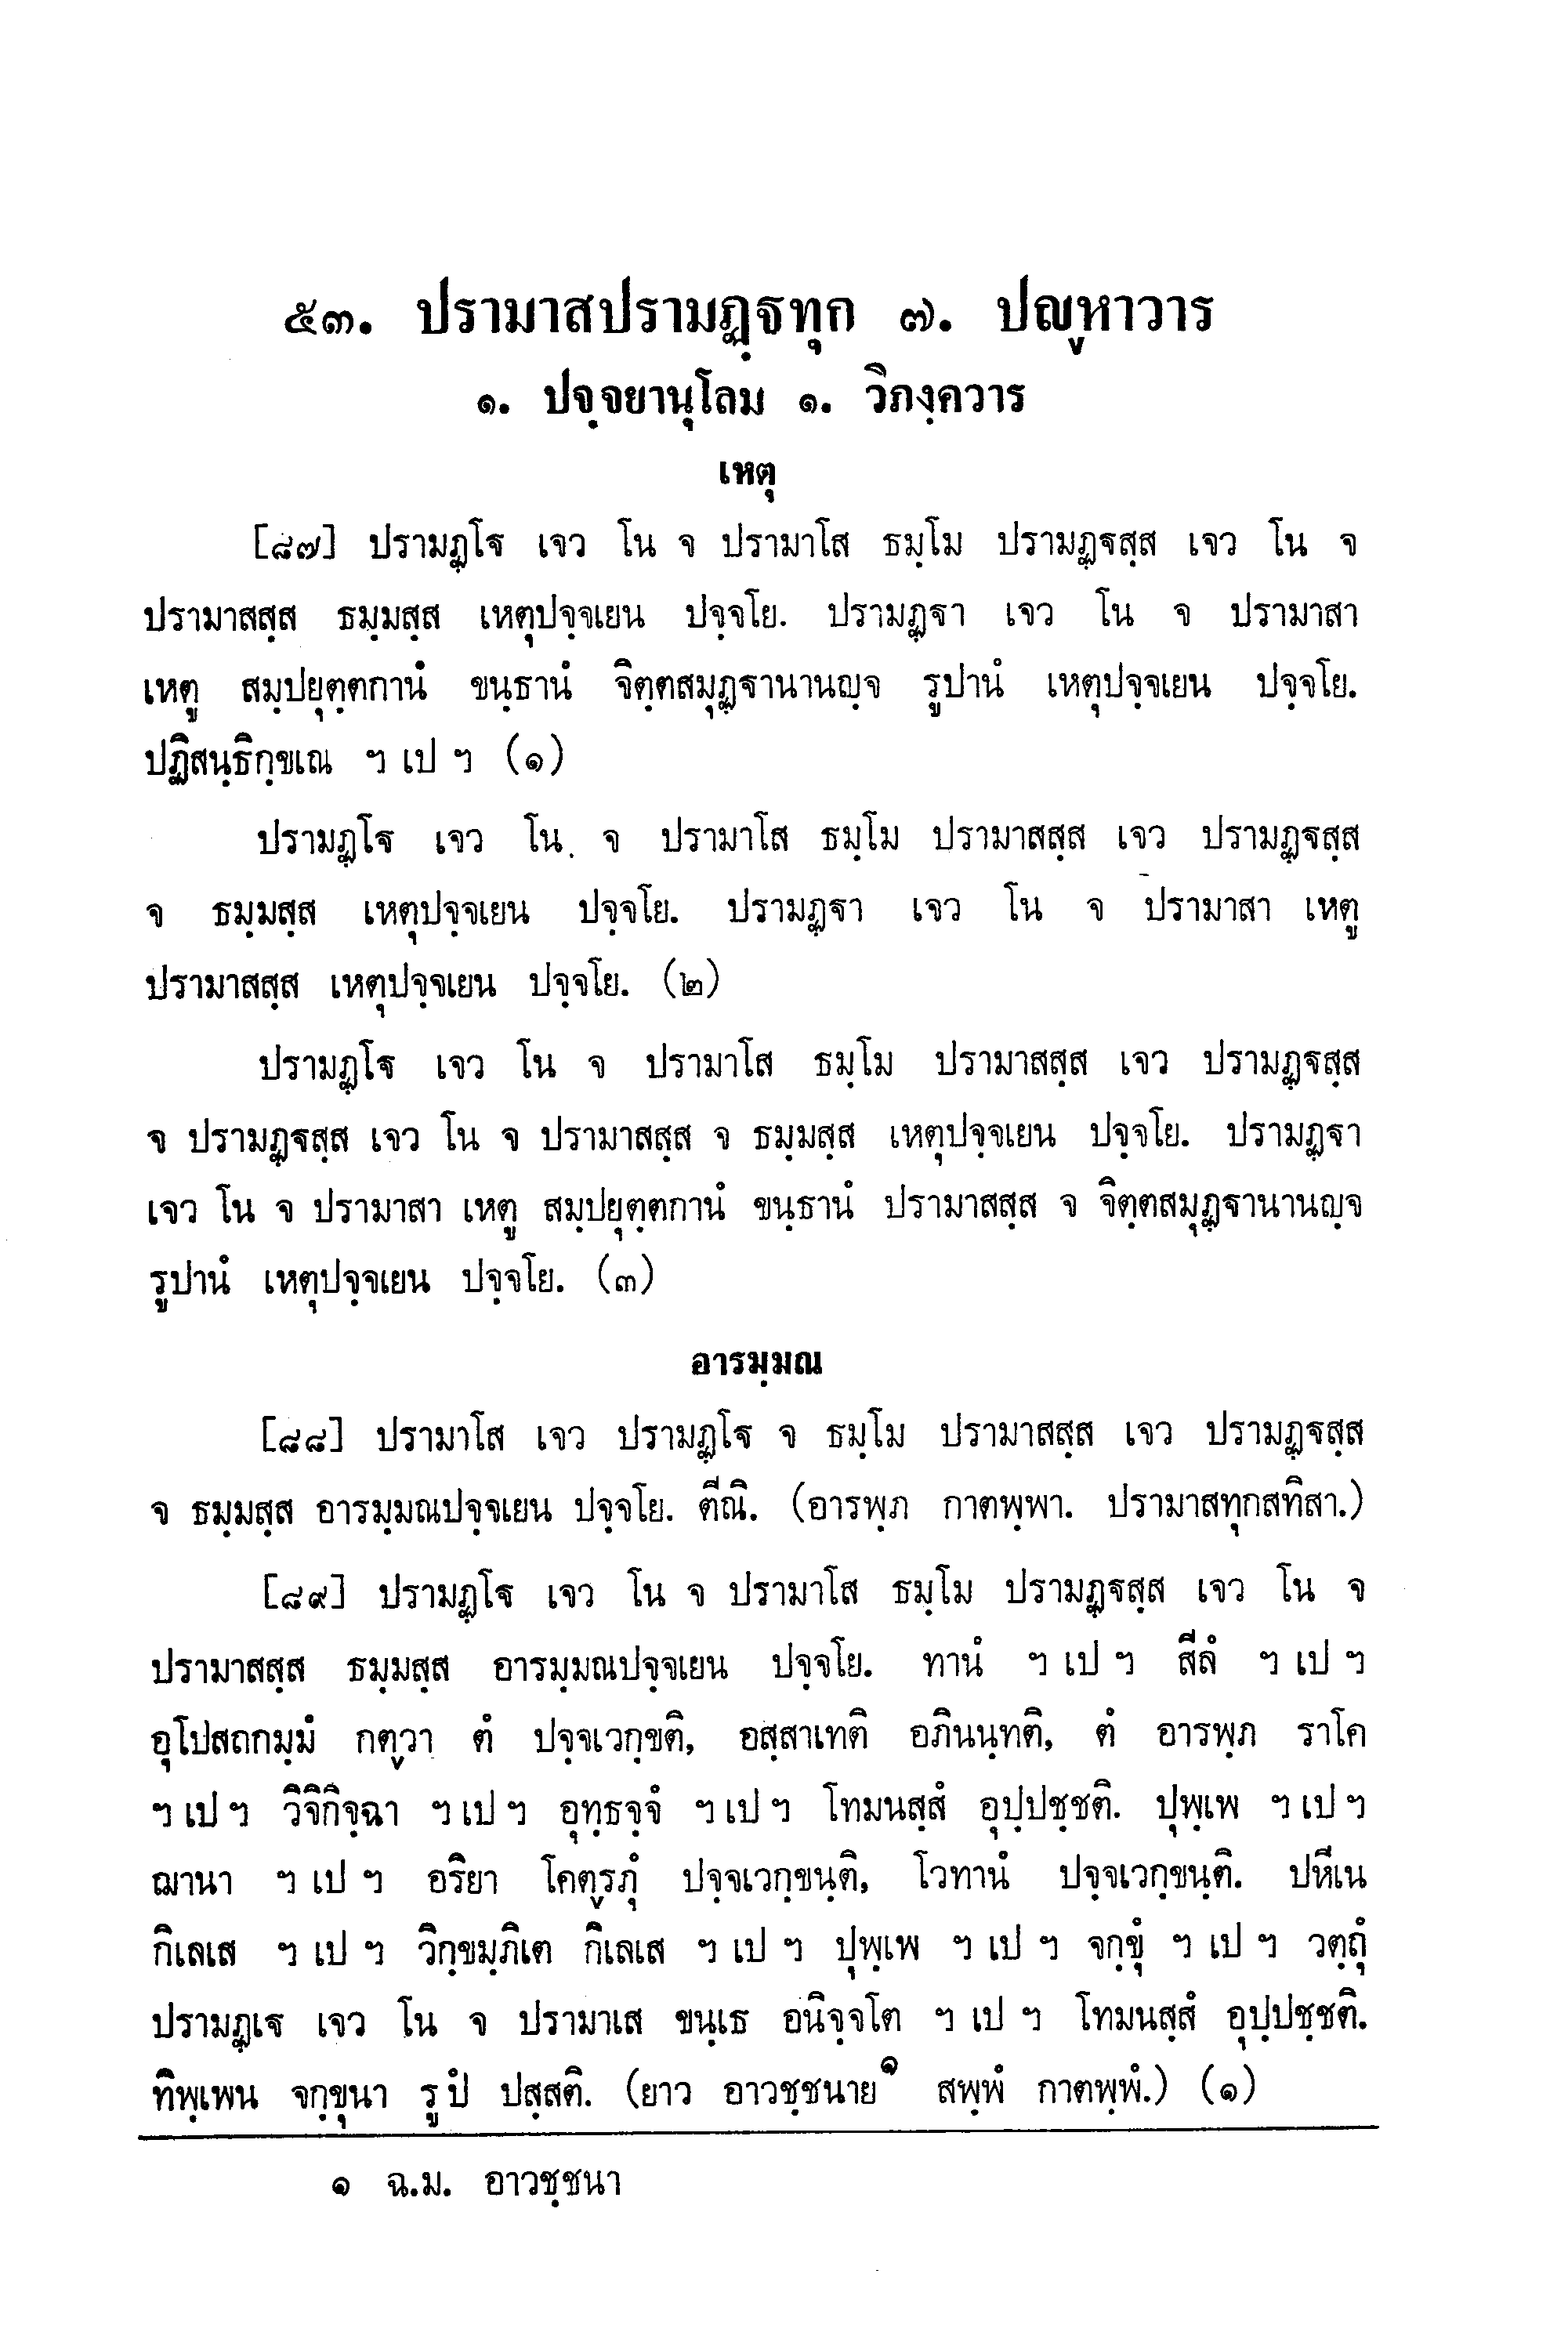 ๕๓. ปรามาสปรามฏฺฐทุก ๗. ปญฺหาวาร
๑. ปจฺจยานุโลม ๑. วิภงฺควาร
เหตุ
[๘๗] ปรามฏฺโฐ เจว โน จ ปรามาโส ธมฺโม ปรามฏฺฐสฺส เจว โน จ
ปรามาสสฺส ธมฺมสฺส เหตุปจฺจเยน ปจฺจโย. ปรามฏฺฐา เจว โน จ ปรามาสา
เหตู สมฺปยุตฺตกานํ ขนฺธานํ จิตฺตสมุฏฺฐานานญฺจ รูปานํ เหตุปจฺจเยน ปจฺจโย.
ปฏิสนฺธิกฺขเณ ฯ เป ฯ (๑)
ปรามฏฺโฐ เจว โน จ ปรามาโส ธมฺโม ปรามาสสฺส เจว ปรามฏฺฐสฺส
จ ธมฺมสฺส เหตุปจฺจเยน ปจฺจโย. ปรามฏฺฐา เจว โน จ ปรามาสา เหตู
ปรามาสสฺส เหตุปจฺจเยน ปจฺจโย. (๒)
ปรามฏฺโฐ เจว โน จ ปรามาโส ธมฺโม ปรามาสสฺส เจว ปรามฏฺฐสฺส
จ ปรามฏฺฐสฺส เจว โน จ ปรามาสสฺส จ ธมฺมสฺส เหตุปจฺจเยน ปจฺจโย. ปรามฏฺฐา
เจว โน จ ปรามาสา เหตู สมฺปยุตฺตกานํ ขนฺธานํ ปรามาสสฺส จ จิตฺตสมุฏฺฐานานญฺจ
รูปานํ เหตุปจฺจเยน ปจฺจโย. (๓)
อารมฺมณ
[๘๘] ปรามาโส เจว ปรามฏฺโฐ จ ธมฺโม ปรามาสสฺส เจว ปรามฏฺฐสฺส
จ ธมฺมสฺส อารมฺมณปจฺจเยน ปจฺจโย. ตีณิ. (อารพฺภ กาตพฺพา. ปรามาสทุกสทิสา.)
[๘๙] ปรามฏฺโฐ เจว โน จ ปรามาโส ธมฺโม ปรามฏฺฐสฺส เจว โน จ
ปรามาสสฺส ธมฺมสฺส อารมฺมณปจฺจเยน ปจฺจโย. ทานํ ฯ เป ฯ สีลํ ฯ เป ฯ
อุโปสถกมฺมํ กตฺวา ตํ ปจฺจเวกฺขติ, อสฺสาเทติ อภินนฺทติ, ตํ อารพฺภ ราโค
ฯ เป ฯ วิจิกิจฺฉา ฯ เป ฯ อุทฺธจฺจํ ฯ เป ฯ โทมนสฺสํ อุปฺปชฺชติ. ปุพฺเพ ฯ เป ฯ
ฌานา ฯ เป ฯ อริยา โคตฺรภุํ ปจฺจเวกฺขนฺติ, โวทานํ ปจฺจเวกฺขนฺติ. ปหีเน
กิเลเส ฯ เป ฯ วิกฺขมฺภิเต กิเลเส ฯ เป ฯ ปุพฺเพ ฯ เป ฯ จกฺขุํ ฯ เป ฯ วตฺถุํ
ปรามฏฺเฐ เจว โน จ ปรามาเส ขนฺเธ อนิจฺจโต ฯ เป ฯ โทมนสฺสํ อุปฺปชฺชติ.
ทิพฺเพน จกฺขุนา รูปํ ปสฺสติ. (ยาว อาวชฺชนาย๑ สพฺพํ กาตพฺพํ.) (๑)
๑ ฉ.ม. อาวชฺชนา